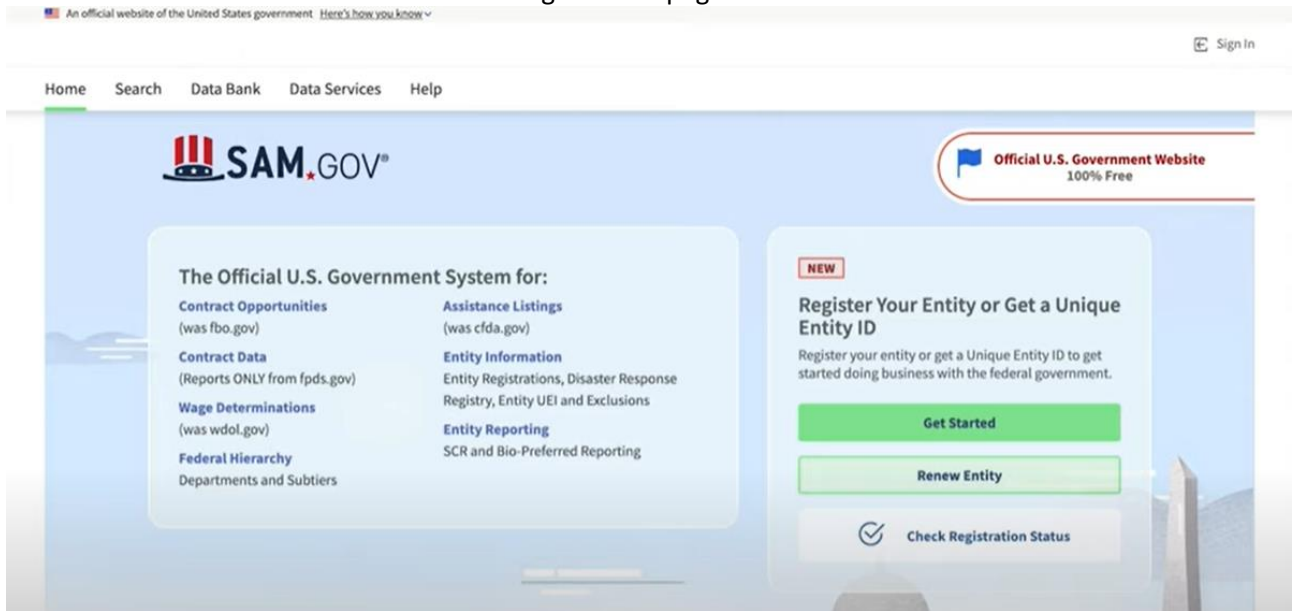 An official website of the United States government Here's how you know
Sign In
Home Search Data Bank Data Services Help
SAM.GOV®
Official U.S. Government Website
100% Free
The Official U.S. Government System for:
Contract Opportunities
(was fbo.gov)
Contract Data
(Reports ONLY from fpds.gov)
Wage Determinations
(was wdol.gov)
Federal Hierarchy
Departments and Subtiers
Assistance Listings
(was cfda.gov)
Entity Information
Entity Registrations, Disaster Response
Registry, Entity UEI and Exclusions
Entity Reporting
SCR and Bio-Preferred Reporting
NEW
Register Your Entity or Get a Unique
Entity ID
Register your entity or get a Unique Entity ID to get
started doing business with the federal government.
Get Started
Renew Entity
Check Registration Status